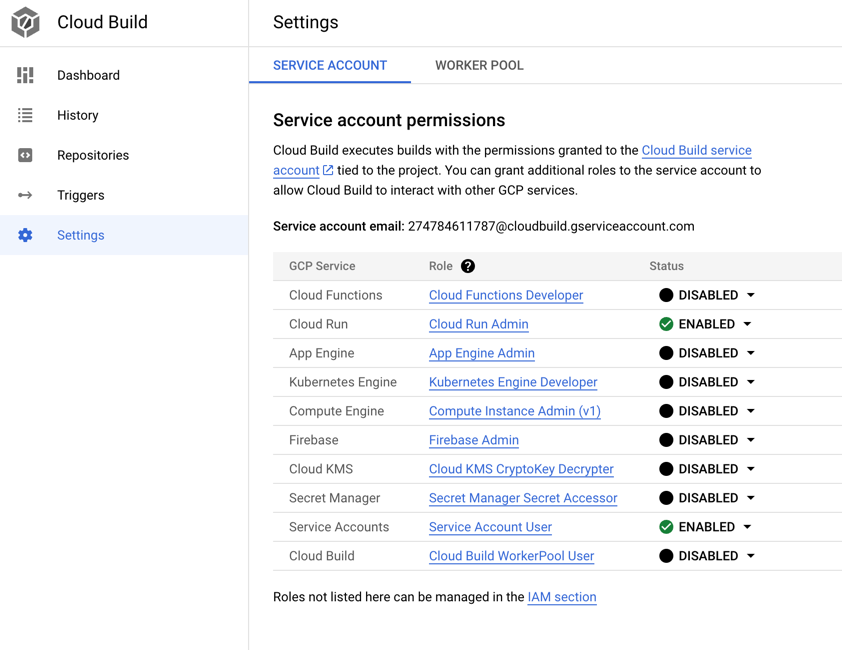 Cloud Build
Settings
Dashboard
History
Repositories
Triggers
Settings
SERVICE ACCOUNT WORKER POOL
Service account permissions
Cloud Build executes builds with the permissions granted to the Cloud Build service
account tied to the project. You can grant additional roles to the service account to
allow Cloud Build to interact with other GCP services.
Service account email: 274784611787@cloudbuild.gserviceaccount.com
GCP Service Role ? Status
Cloud Functions Cloud Functions Developer DISABLED
Cloud Run Cloud Run Admin ENABLED
App Engine App Engine Admin DISABLED
Kubernetes Engine Kubernetes Engine Developer DISABLED
Compute Engine Compute Instance Admin (v1) DISABLED
Firebase Firebase Admin DISABLED
Cloud KMS Cloud KMS CryptoKey Decrypter DISABLED
Secret Manager Secret Manager Secret Accessor DISABLED
Service Accounts Service Account User ENABLED
Cloud Build Cloud Build WorkerPool User DISABLED
Roles not listed here can be managed in the IAM section